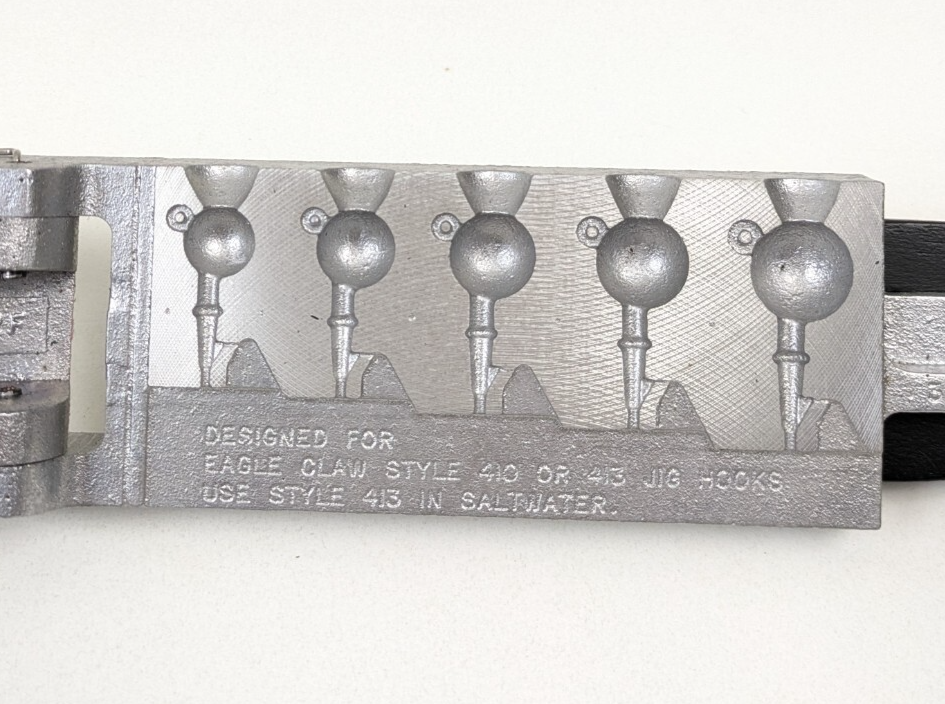 DESIGNED FOR
EAGLE CLAW STYLE 410 OR 413 JIG HOOKS
USE STYLE 413 IN SALTWATER.